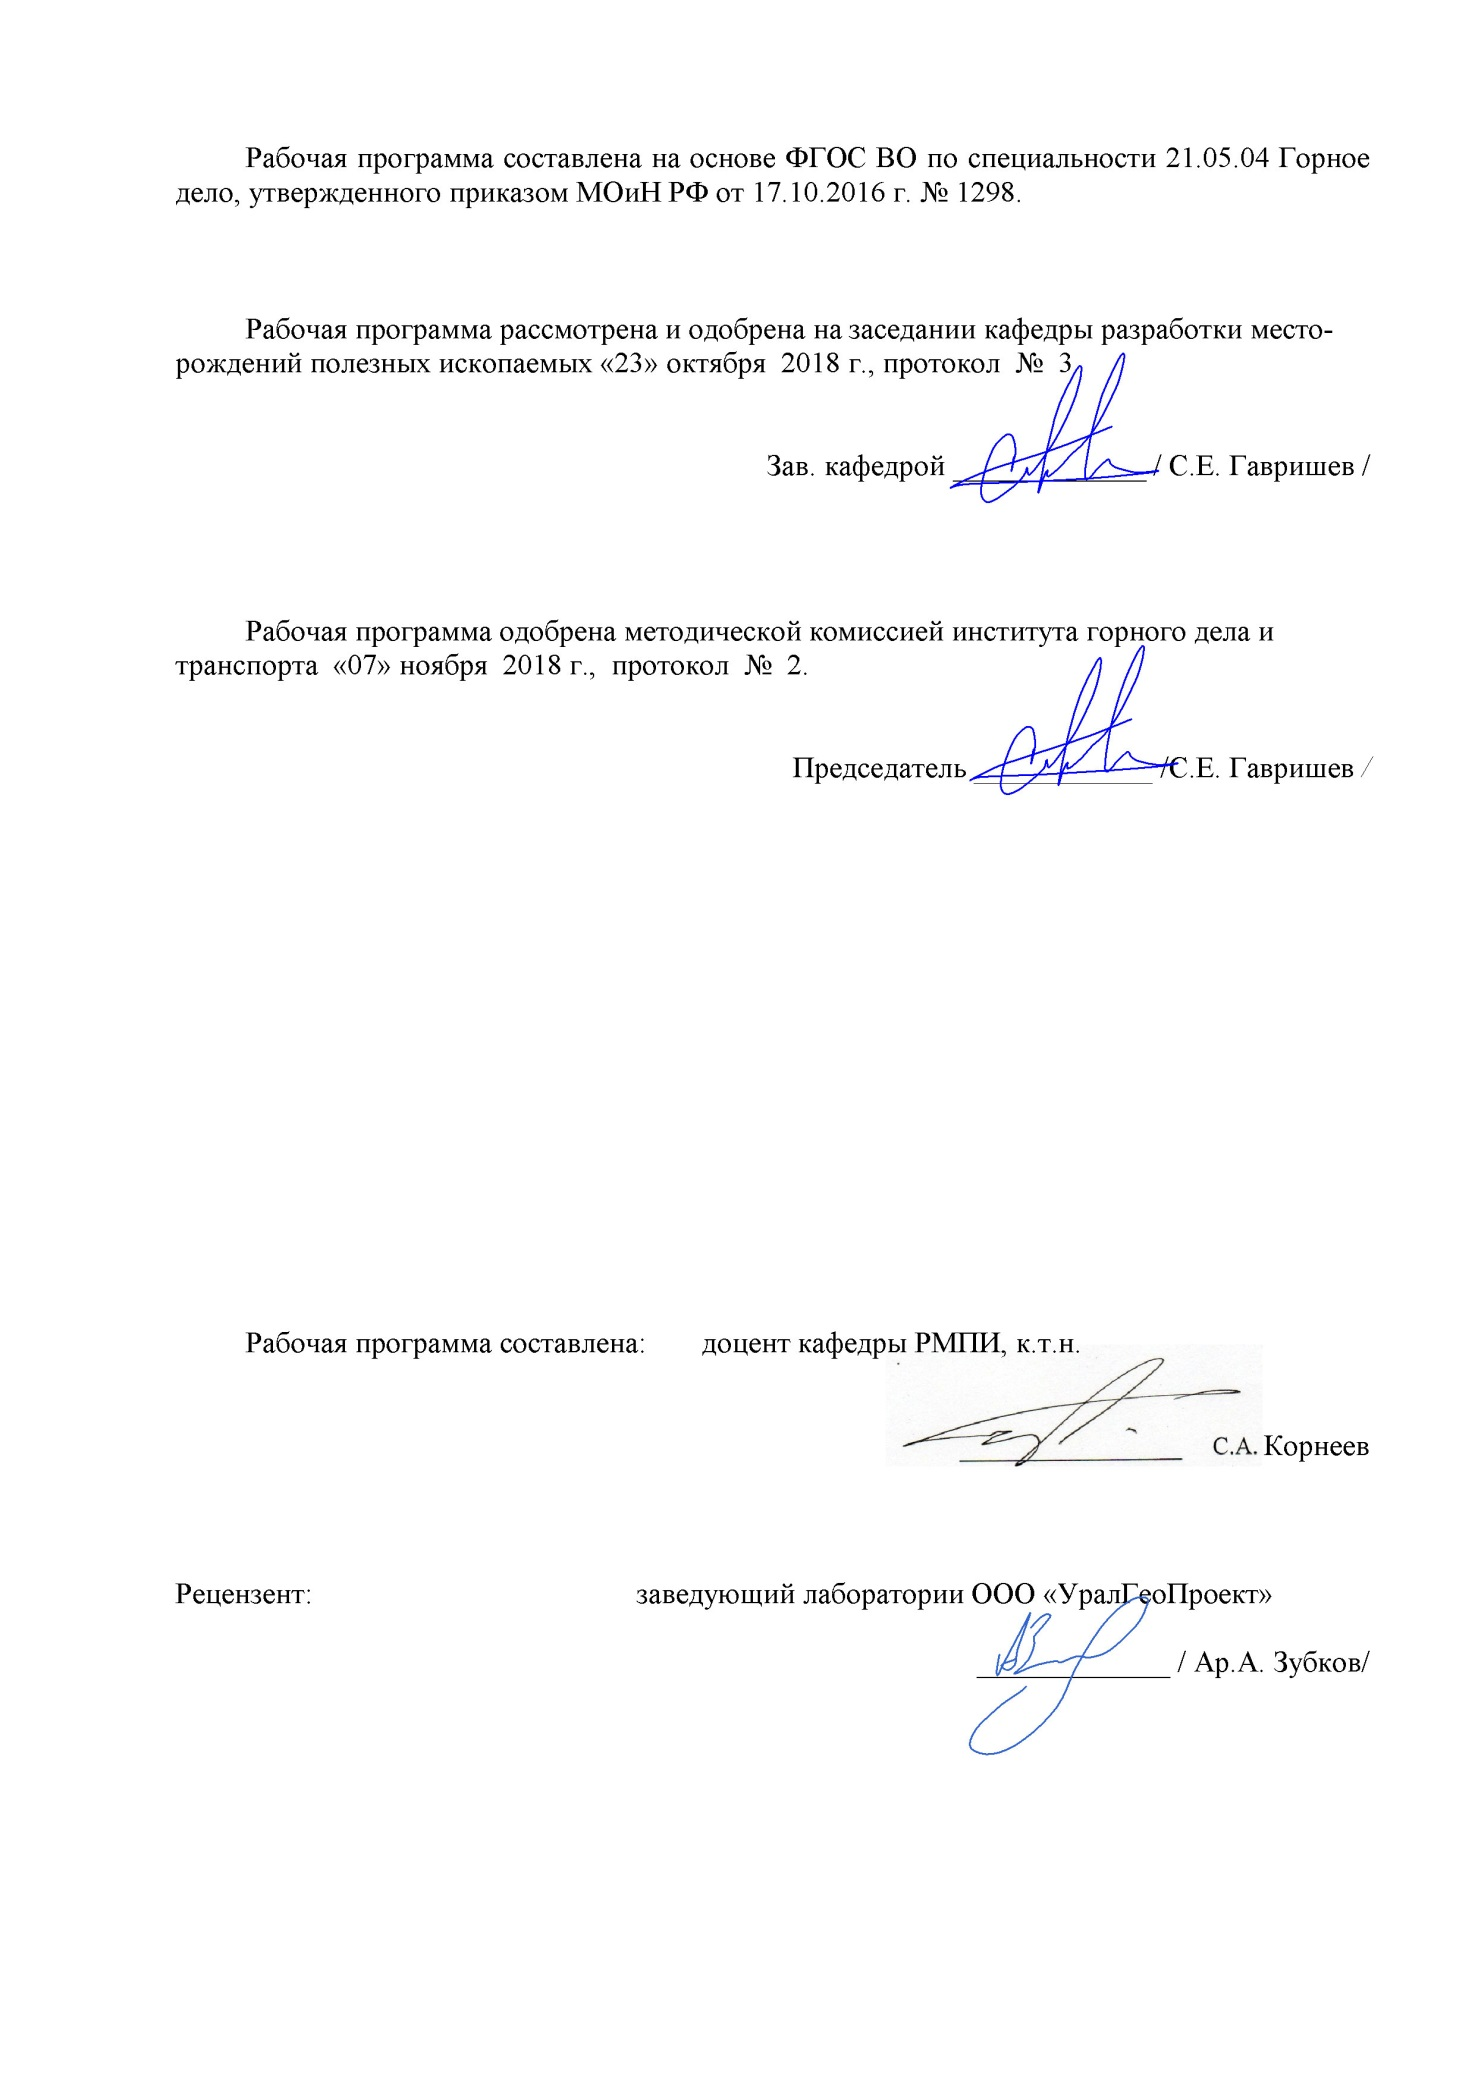 Рабочая программа составлена на основе ФГОС ВО по специальности 21.05.04 Горное
дело, утвержденного приказом МОиН РФ от 17.10.2016 г. № 1298.
Рабочая программа рассмотрена и одобрена на заседании кафедры разработки место-
рождений полезных ископаемых «23» октября 2018 г., протокол № 3
Зав. кафедрой ______________/ С.Е. Гавришев /
Рабочая программа одобрена методической комиссией института горного дела и
транспорта «07» ноября 2018 г., протокол № 2.
Председатель _____________ /С.Е. Гавришев /
Рабочая программа составлена: доцент кафедры РМПИ, к.т.н.
________________ С.А. Корнеев
Рецензент: заведующий лаборатории ООО «УралГеоПроект»
______________ / Ар.А. Зубков/